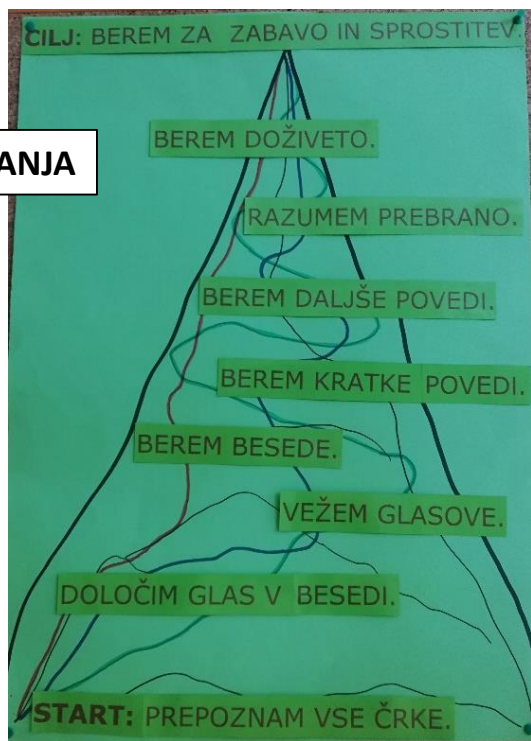 CILJ: BEREM ZA ZABAVO IN SPROSTITEV.
BEREM DOŽIVETO.
ANJA
RAZUMEM PREBRANO.
BEREM DALJŠE POVEDI.
BEREM KRATKE POVEDI.
BEREM BESEDE.
VEŽEM GLASOVE.
DOLOČIM GLAS V BESEDI.
START: PREPOZNAM VSE ČRKE.